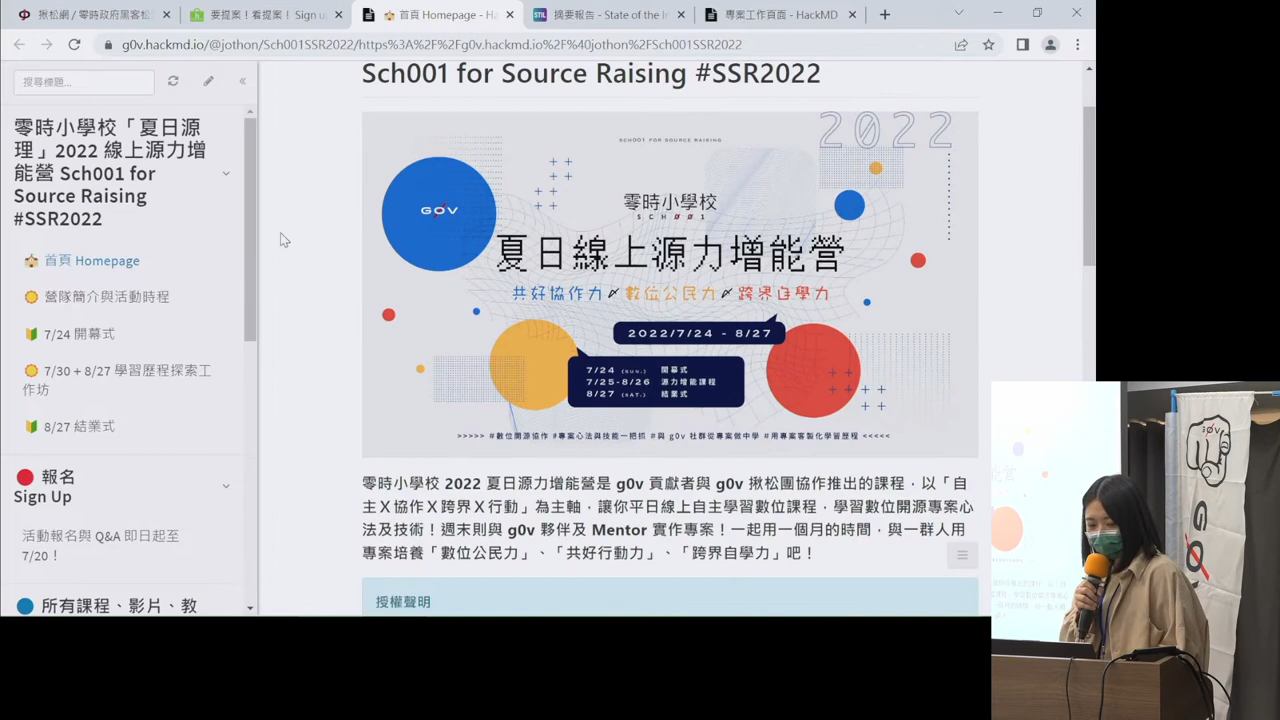 揪松網 / 零時政府黑客松
要提案!看提案! Sign u
首頁 Homepage - Ha
摘要報告 - State of the In
專案工作頁面 - HackMD
g0v.hackmd.io/@jothon/Sch001SSR2022/https%3A%2F%2Fg0v.hackmd.io%2F%40jothon%2FSch001SSR2022
搜尋標題...
零時小學校「夏日源
理」2022 線上源力增
能營 Sch001 for
Source Raising
#SSR2022
首頁 Homepage
營隊簡介與活動時程
7/24 開幕式
7/30 + 8/27 學習歷程探索工
作坊
8/27 結業式
報名
Sign Up
活動報名與 Q&A 即日起至
7/20!
所有課程、影片、教
Sch001 for Source Raising #SSR2022
SCH001 FOR SOURCE RAISING
2022
G0V
零時小學校
SCH001
夏日線上源力增能營
共好協作力 數位公民力 跨界自學力
2022/7/24 - 8/27
7/24 (SUN.) 開幕式
7/25-8/26 源力增能課程
8/27 (SAT.) 結業式
>>>>> #數位開源協作 #專案心法與技能一把抓 #與 g0v 社群從專案做中學 #用專案客製化學習歷程 <<<<<
零時小學校 2022 夏日源力增能營是 g0v 貢獻者與 g0v 揪松團協作推出的課程,以「自
主X協作X跨界X行動」為主軸,讓你平日線上自主學習數位課程,學習數位開源專案心
法及技術!週末則與 g0v 夥伴及 Mentor 實作專案!一起用一個月的時間,與一群人用
專案培養「數位公民力」、「共好行動力」、「跨界自學力」吧!
授權聲明
G0V